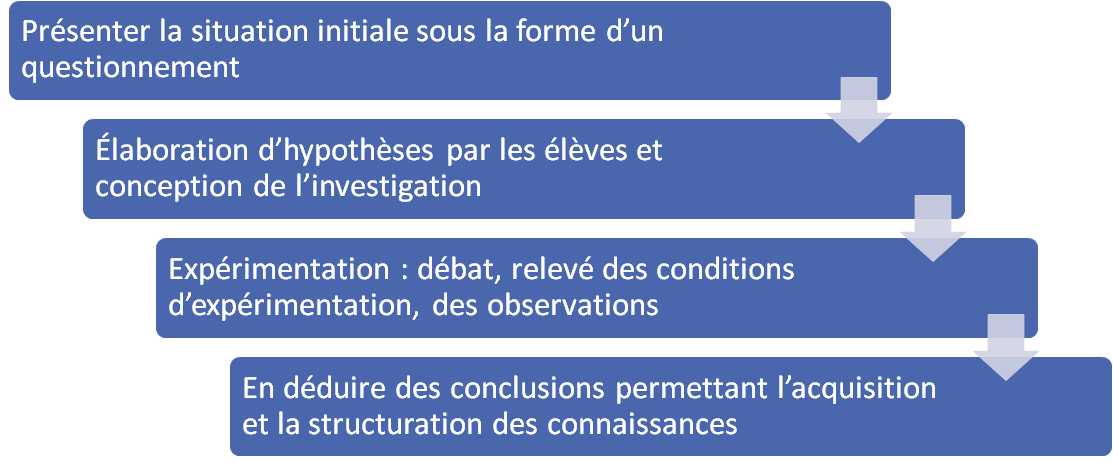 Présenter la situation initiale sous la forme d’un
questionnement
Élaboration d’hypothèses par les élèves et
conception de l’investigation
Expérimentation : débat, relevé des conditions
d’expérimentation, des observations
En déduire des conclusions permettant l’acquisition
et la structuration des connaissances